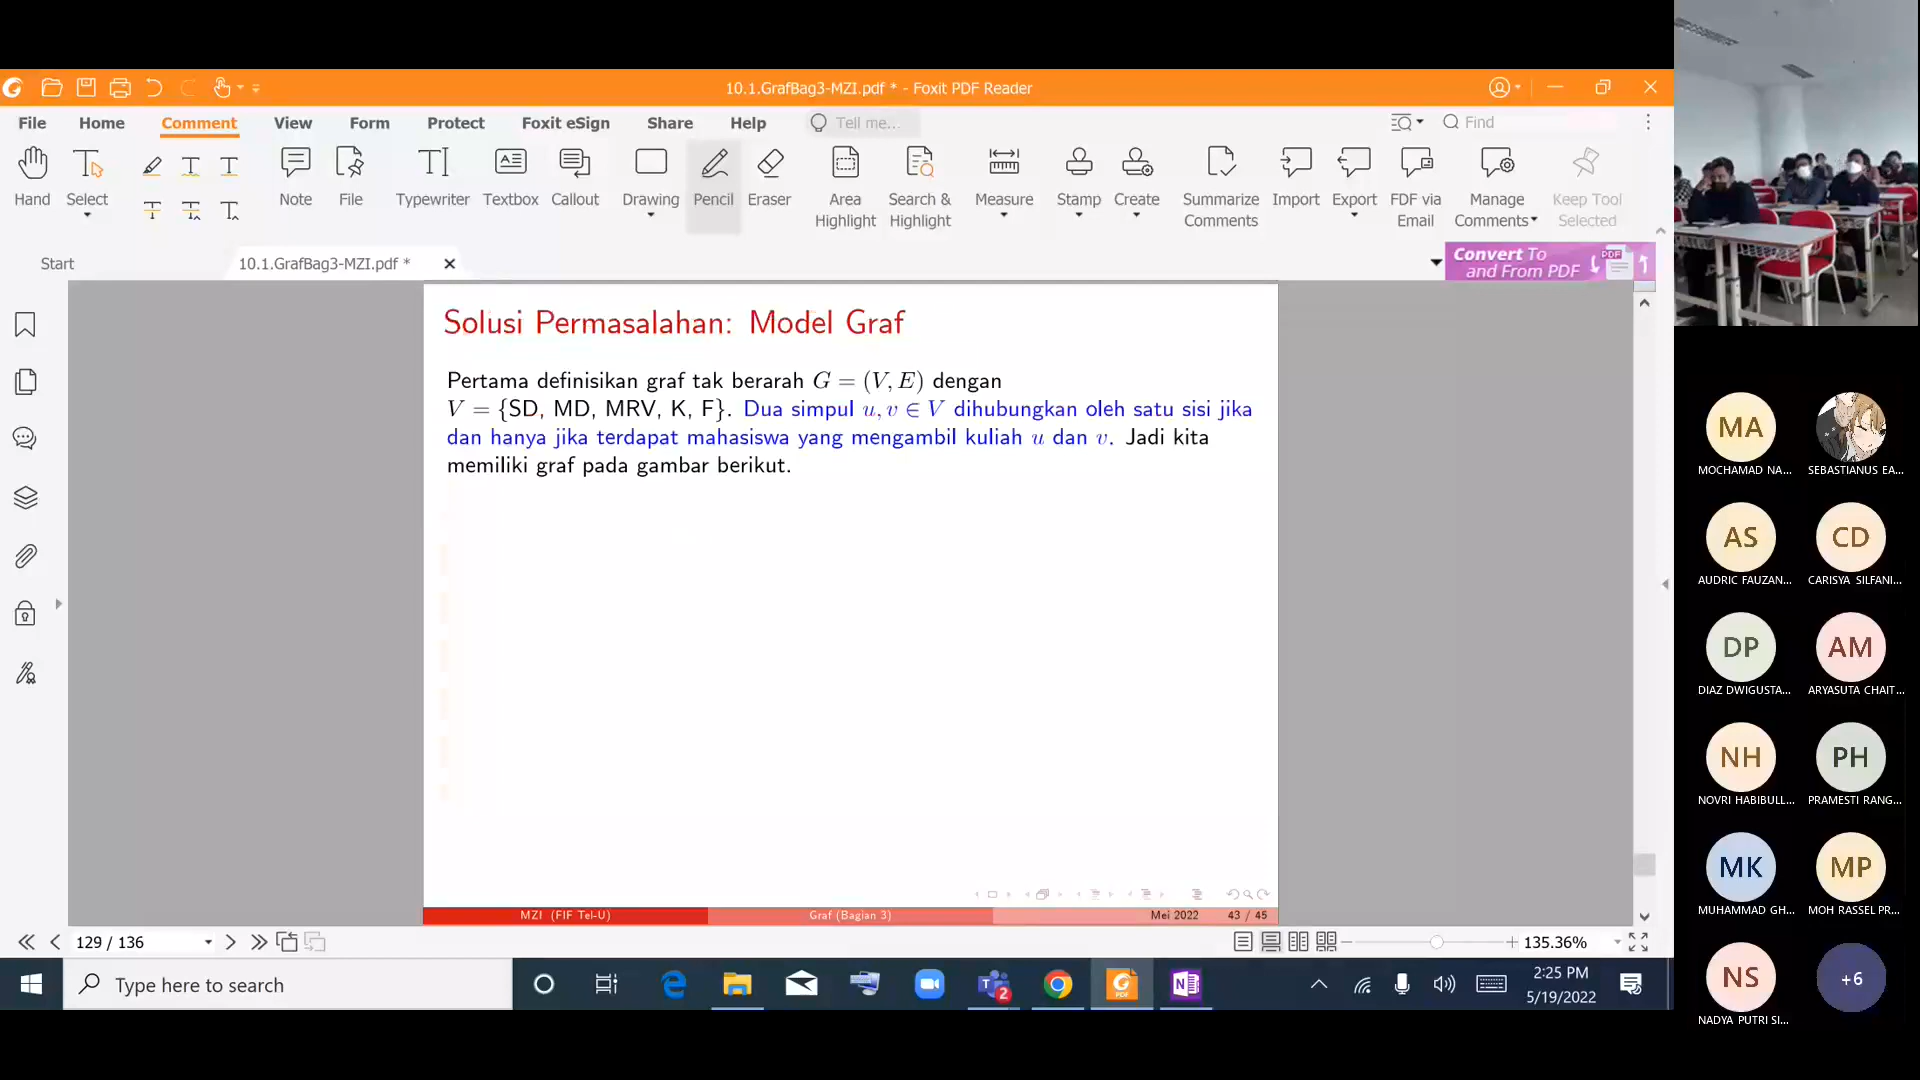 10.1.GrafBag3-MZI.pdf * - Foxit PDF Reader
File Home Comment View Form Protect Foxit eSign Share Help Tell me... Find
Hand Select Note File Typewriter Textbox Callout Drawing Pencil Eraser Area Highlight Search & Highlight Measure Stamp Create Summarize Comments Import Export FDF via Email Manage Comments Keep Tool Selected
Start 10.1.GrafBag3-MZI.pdf *
Convert To and From PDF
PDF
Solusi Permasalahan: Model Graf
Pertama definisikan graf tak berarah G = (V, E) dengan
V = {SD, MD, MRV, K, F}. Dua simpul u, v ∈ V dihubungkan oleh satu sisi jika
dan hanya jika terdapat mahasiswa yang mengambil kuliah u dan v. Jadi kita
memiliki graf pada gambar berikut.
MZI (FIF Tel-U) Graf (Bagian 3) Mei 2022 43 / 45
129 / 136 135.36%
Type here to search
2
2:25 PM
5/19/2022
MA
MOCHAMAD NA... SEBASTIANUS EA...
AS CD
AUDRIC FAUZAN... CARISYA SILFANI...
DP AM
DIAZ DWIGUSTA... ARYASUTA CHAIT...
NH PH
NOVRI HABIBULL... PRAMESTI RANG...
MK MP
MUHAMMAD GH... MOH RASSEL PR...
NS +6
NADYA PUTRI SI...